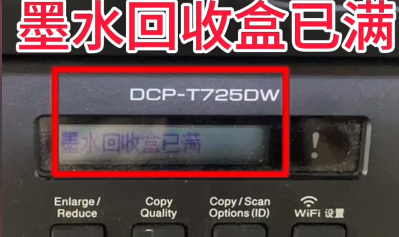 墨水回收盒已满
DCP-T725DW
墨水回收盒已满
!
Enlarge / Reduce
Copy Quality
Copy / Scan Options (ID)
WiFi 设置